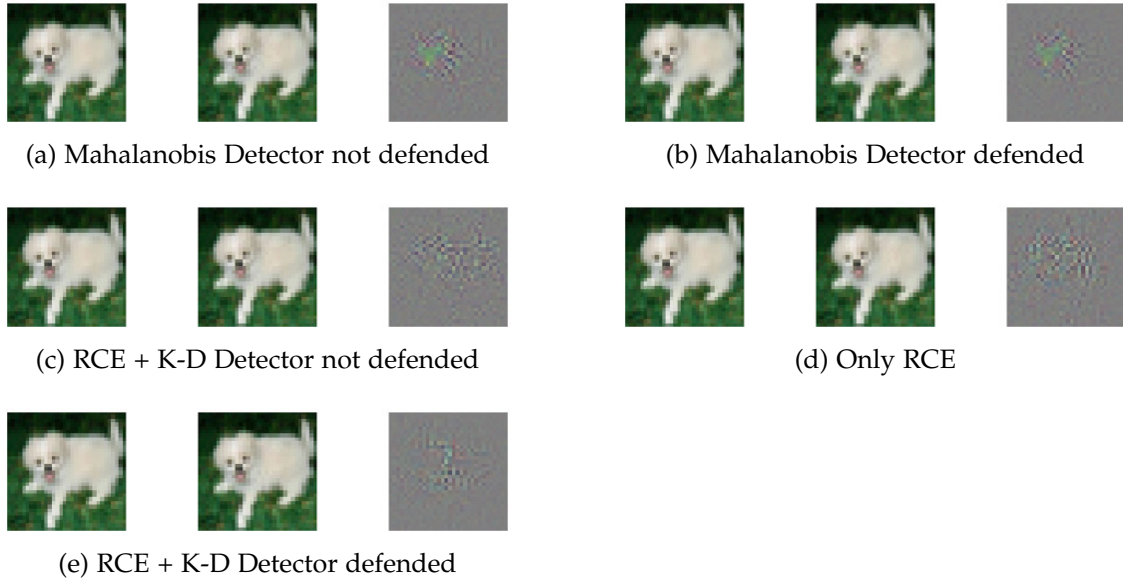 (a) Mahalanobis Detector not defended
(b) Mahalanobis Detector defended
(c) RCE + K-D Detector not defended
(d) Only RCE
(e) RCE + K-D Detector defended